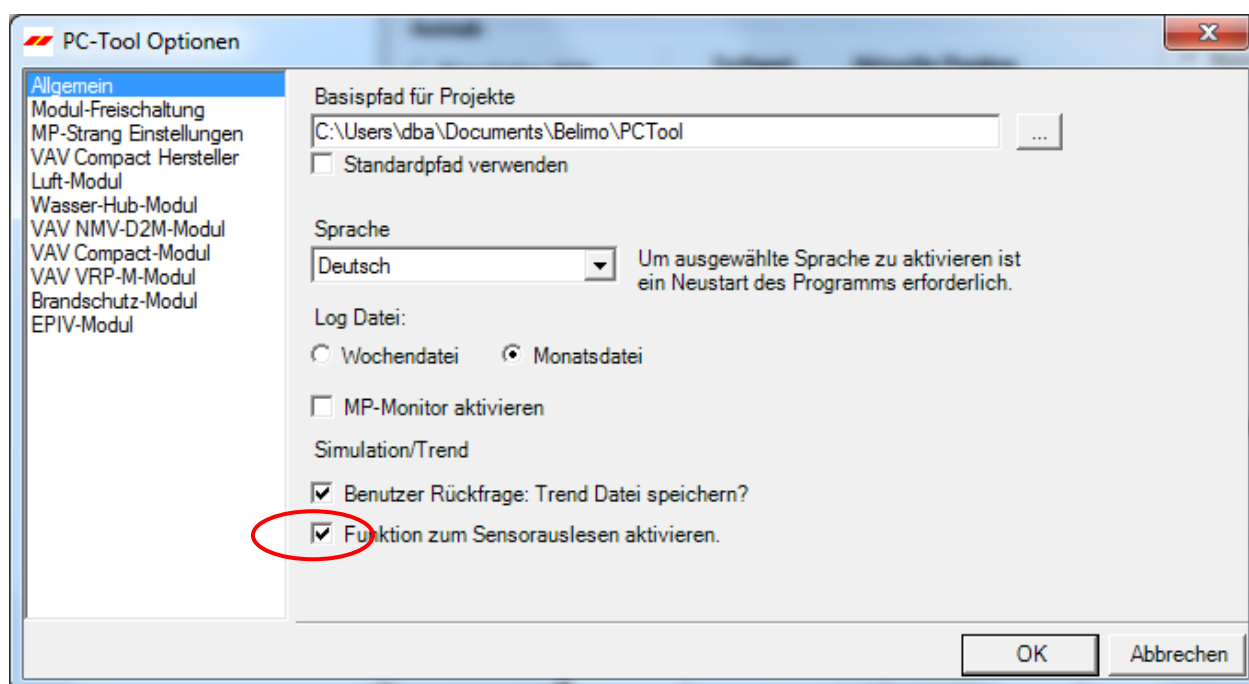 PC-Tool Optionen
Allgemein
Modul-Freischaltung
MP-Strang Einstellungen
VAV Compact Hersteller
Luft-Modul
Wasser-Hub-Modul
VAV NMV-D2M-Modul
VAV Compact-Modul
VAV VRP-M-Modul
Brandschutz-Modul
EPIV-Modul
Basispfad für Projekte
C:\Users\dba\Documents\Belimo\PCTool
...
Standardpfad verwenden
Sprache
Deutsch
Um ausgewählte Sprache zu aktivieren ist
ein Neustart des Programms erforderlich.
Log Datei:
Wochendatei Monatsdatei
MP-Monitor aktivieren
Simulation/Trend
Benutzer Rückfrage: Trend Datei speichern?
Funktion zum Sensorauslesen aktivieren.
OK Abbrechen